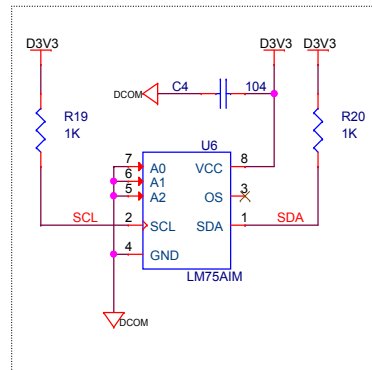 D3V3 D3V3 D3V3
C4 104
DCOM
R19
1K
R20
1K
U6
7 A0 VCC 8
6 A1
5 A2 OS 3
SCL 2 SCL SDA 1 SDA
4 GND
LM75AIM
DCOM